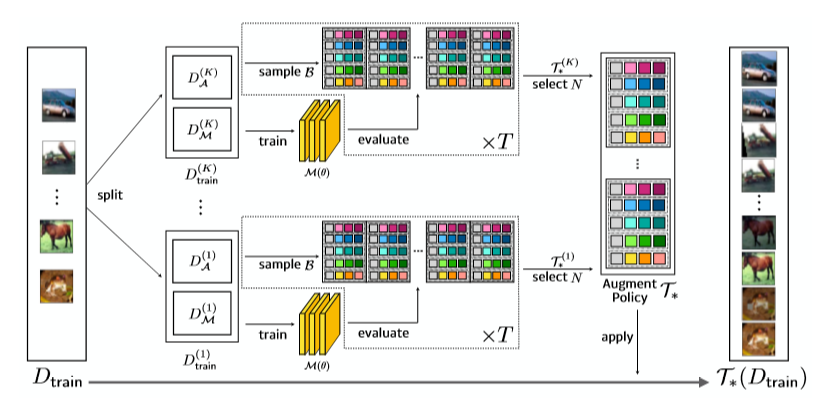 D_A^(K)
sample B
...
T_*^(K)
select N
D_M^(K)
train
M(θ)
evaluate
×T
D_train^(K)
split
D_A^(1)
sample B
...
T_*^(1)
select N
D_M^(1)
train
M(θ)
evaluate
×T
D_train^(1)
Augment
Policy T_*
apply
D_train
T_*(D_train)